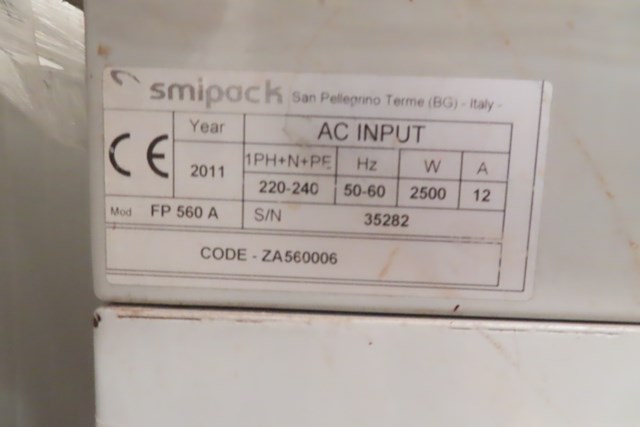 smipack San Pellegrino Terme (BG) - Italy -
CE Year AC INPUT
2011 1PH+N+PE Hz W A
220-240 50-60 2500 12
Mod FP 560 A S/N 35282
CODE - ZA560006